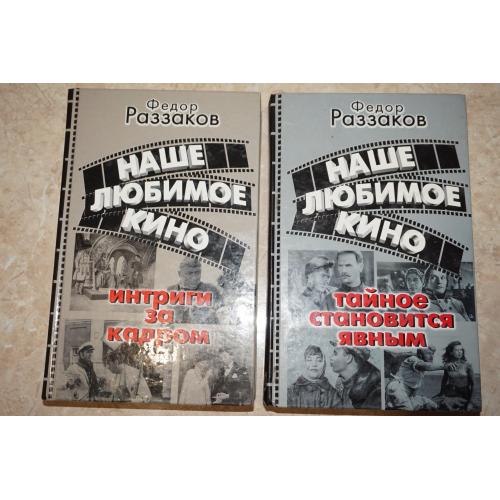 Федор
Раззаков
НАШЕ
ЛЮБИМОЕ
КИНО
интриги
за
кадром
Федор
Раззаков
НАШЕ
ЛЮБИМОЕ
КИНО
тайное
становится
явным